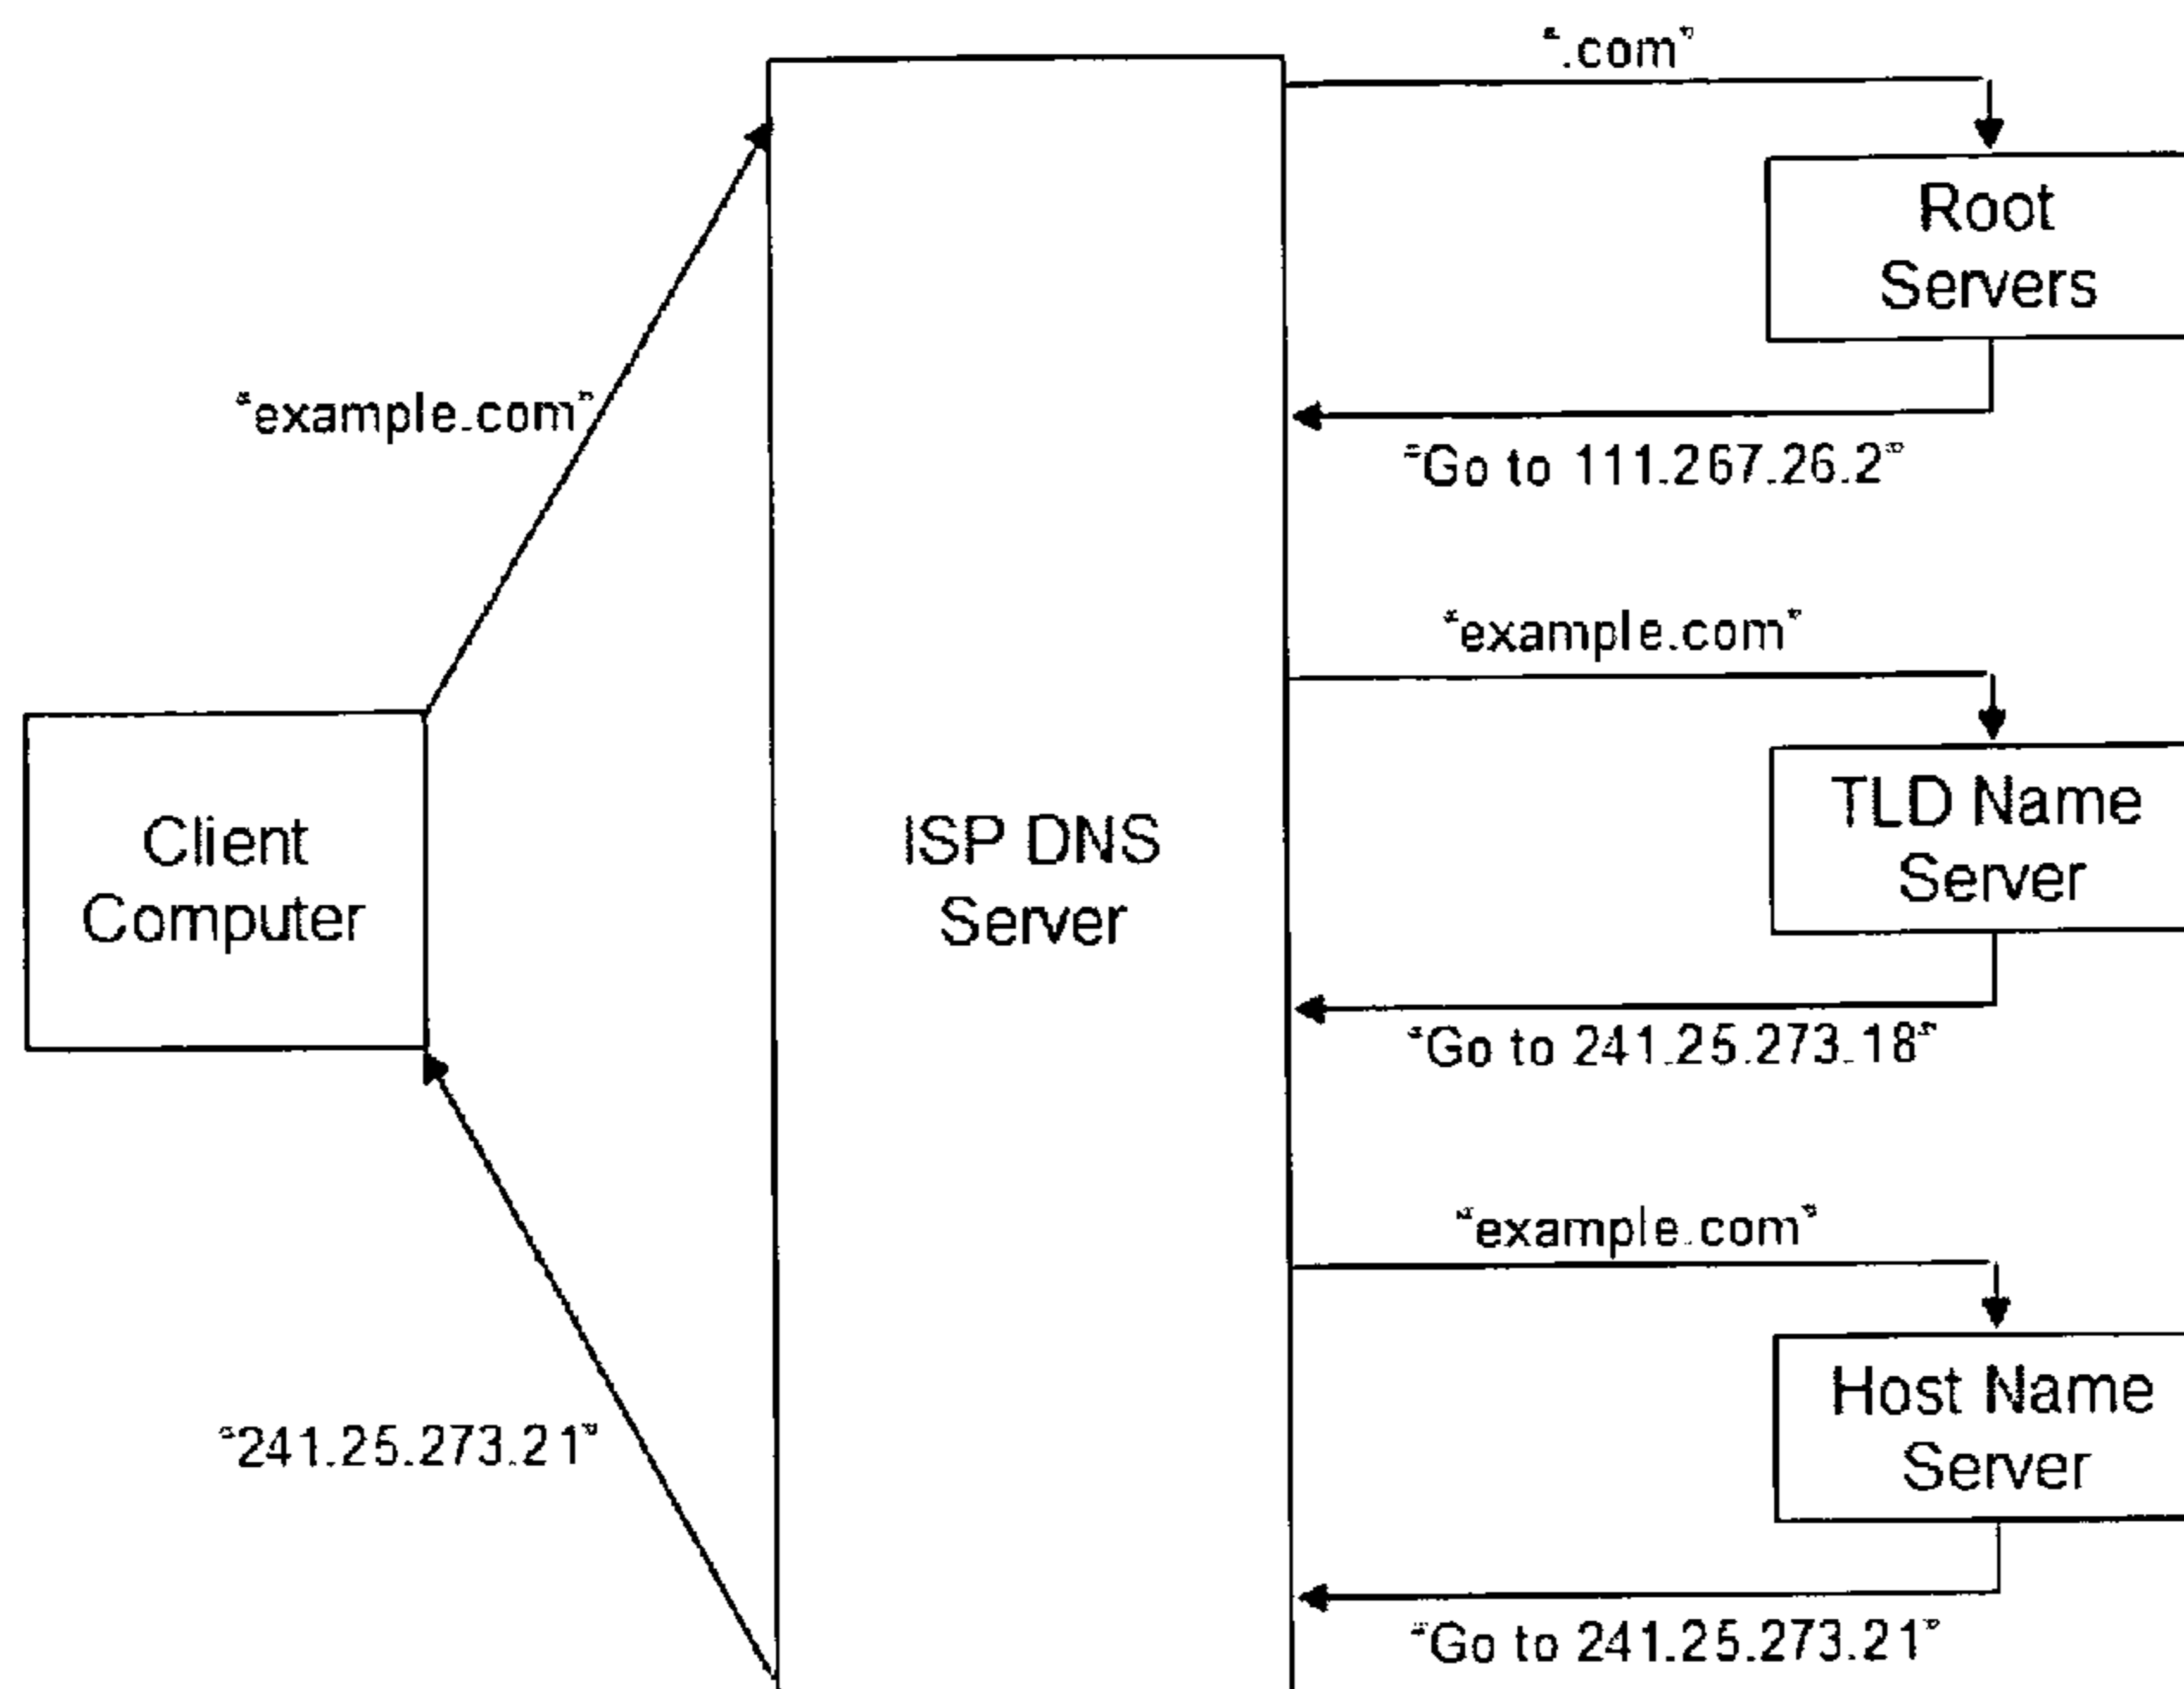 ".com"
Root
Servers
"example.com"
"Go to 111.267.26.2"
"example.com"
TLD Name
Server
Client
Computer
ISP DNS
Server
"Go to 241.25.273.18"
"example.com"
Host Name
Server
"241.25.273.21"
"Go to 241.25.273.21"